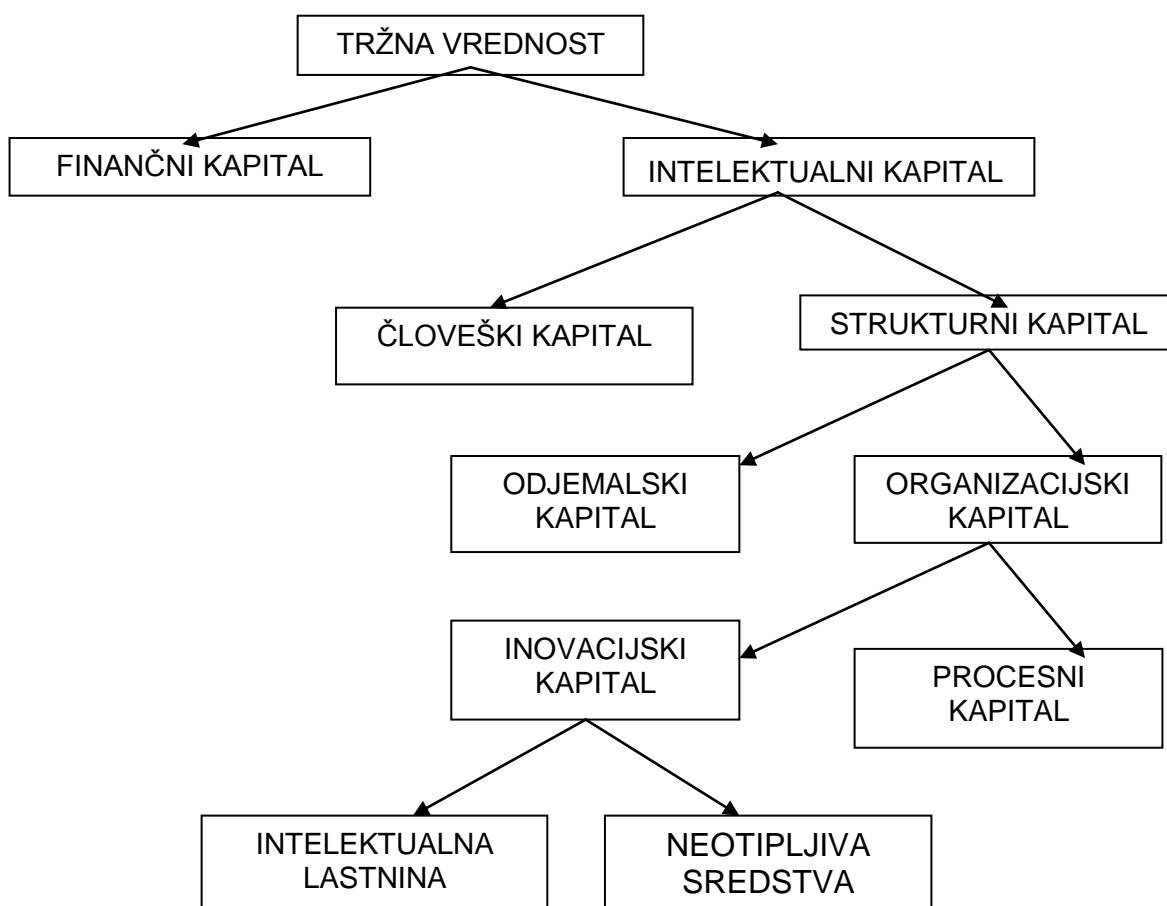 TRŽNA VREDNOST
FINANČNI KAPITAL
INTELEKTUALNI KAPITAL
ČLOVEŠKI KAPITAL
STRUKTURNI KAPITAL
ODJEMALSKI
KAPITAL
ORGANIZACIJSKI
KAPITAL
INOVACIJSKI
KAPITAL
PROCESNI
KAPITAL
INTELEKTUALNA
LASTNINA
NEOTIPLJIVA
SREDSTVA